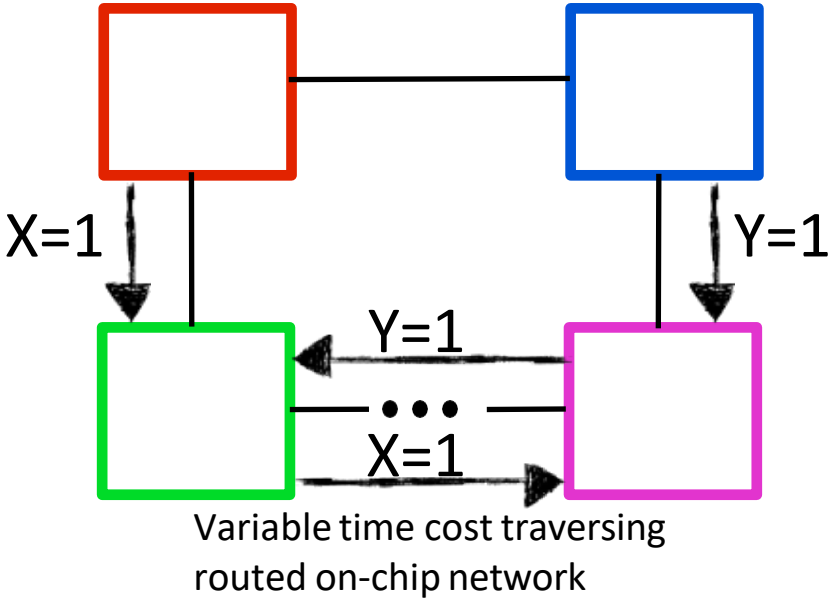 X=1
Y=1
Y=1
X=1
Variable time cost traversing
routed on-chip network